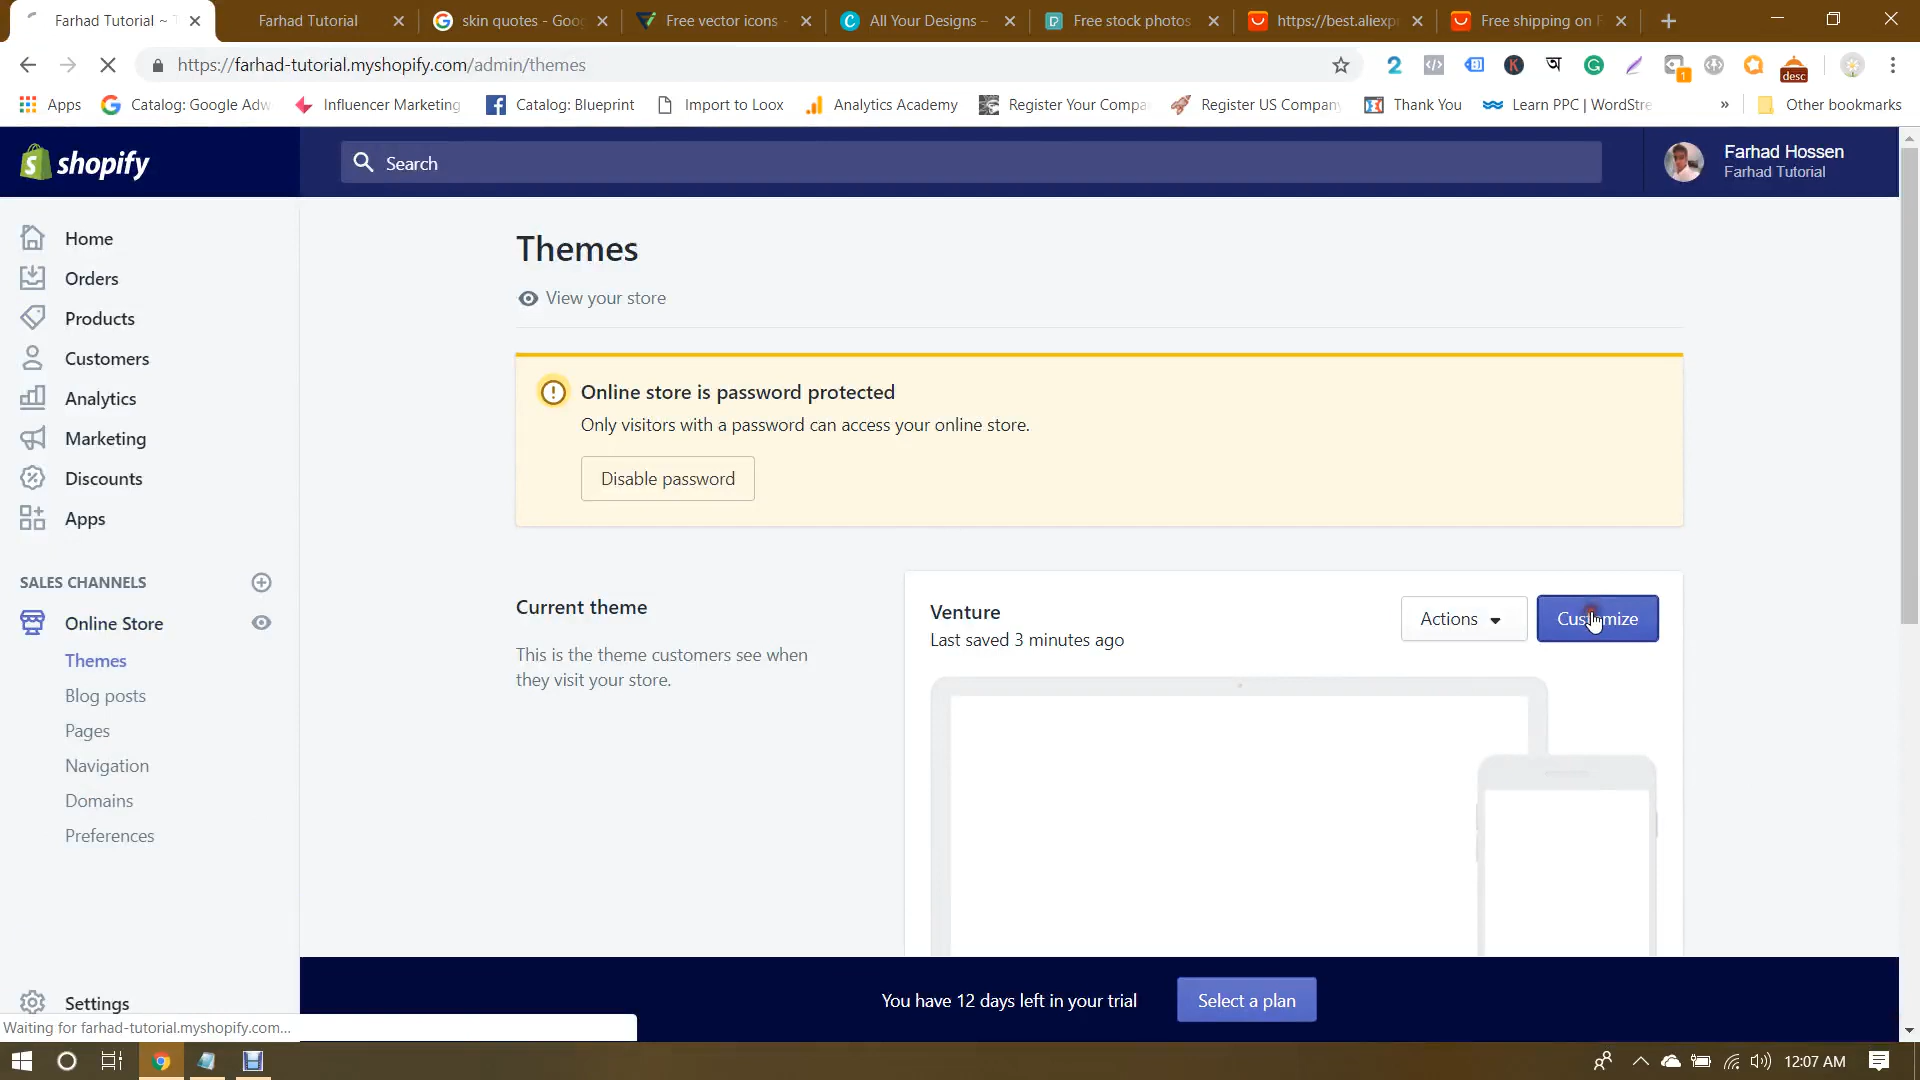 Farhad Tutorial ~ T
Farhad Tutorial
skin quotes - Goo
Free vector icons -
All Your Designs –
Free stock photos
https://best.aliexpr
Free shipping on F
https://farhad-tutorial.myshopify.com/admin/themes
2
K
অ
G
1
desc
Apps
Catalog: Google Adw
Influencer Marketing
Catalog: Blueprint
Import to Loox
Analytics Academy
Register Your Compa
Register US Company
Thank You
Learn PPC | WordStre
»
Other bookmarks
shopify
Search
Farhad Hossen
Farhad Tutorial
Home
Orders
Products
Customers
Analytics
Marketing
Discounts
Apps
SALES CHANNELS
Online Store
Themes
Blog posts
Pages
Navigation
Domains
Preferences
Settings
Themes
View your store
Online store is password protected
Only visitors with a password can access your online store.
Disable password
Current theme
This is the theme customers see when
they visit your store.
Venture
Last saved 3 minutes ago
Actions
Customize
You have 12 days left in your trial
Select a plan
Waiting for farhad-tutorial.myshopify.com...
12:07 AM